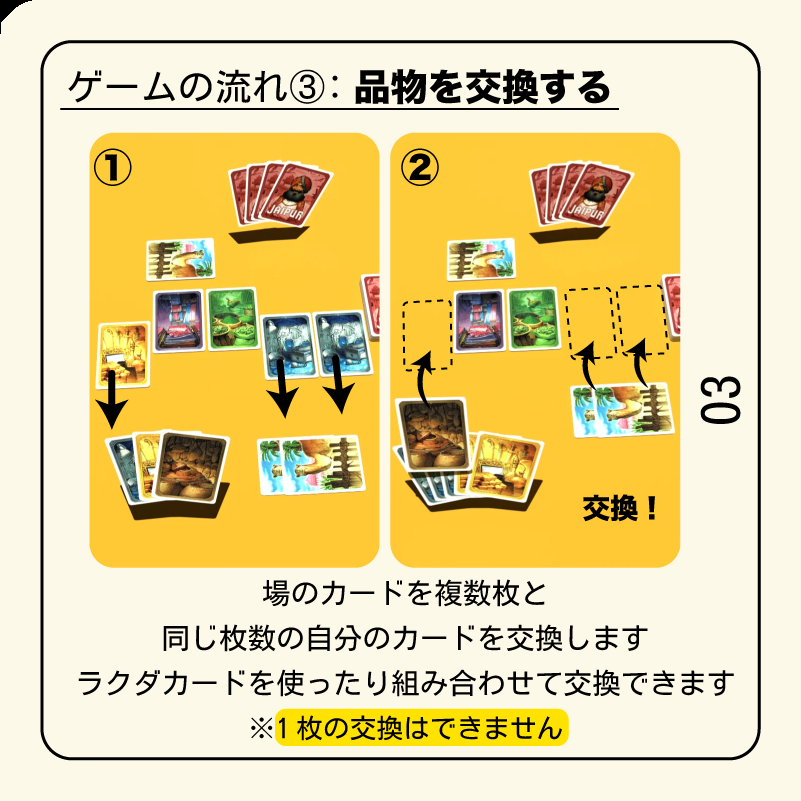 ゲームの流れ③：品物を交換する
①
JAIPUR
②
JAIPUR
交換！
03
場のカードを複数枚と
同じ枚数の自分のカードを交換します
ラクダカードを使ったり組み合わせて交換できます
※1枚の交換はできません